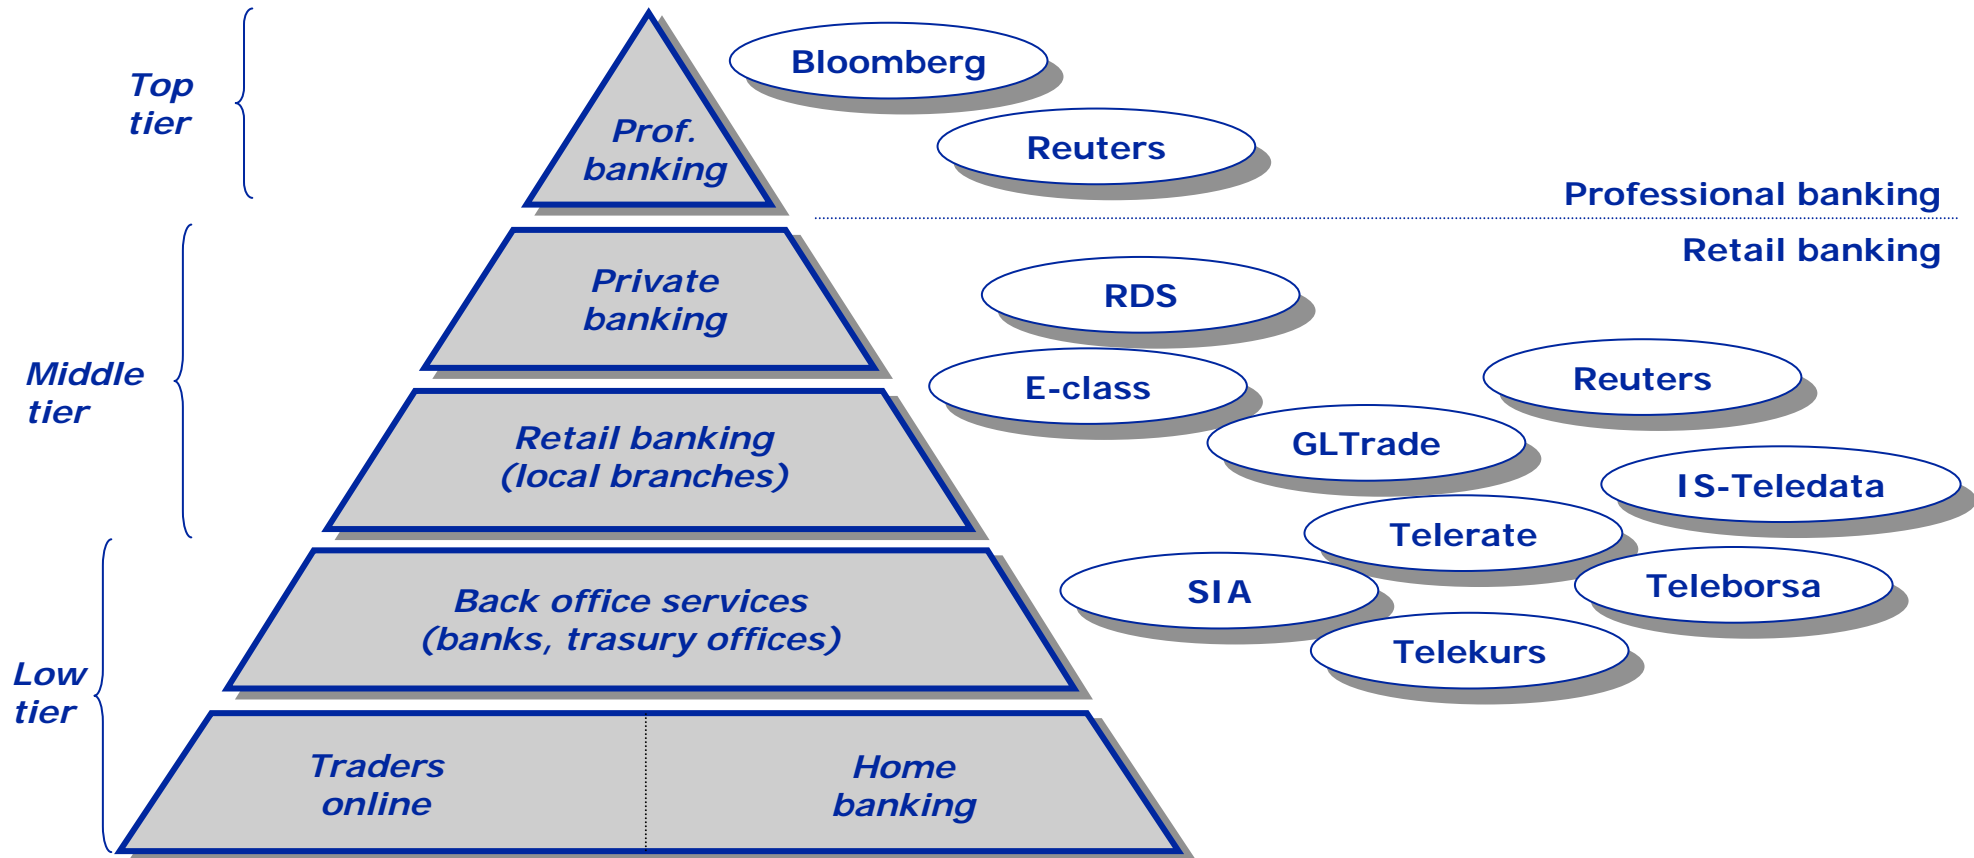 Top
tier
Prof.
banking
Bloomberg
Reuters
Professional banking
Retail banking
Middle
tier
Private
banking
Retail banking
(local branches)
RDS
E-class
Reuters
GLTrade
IS-Teledata
Telerate
Teleborsa
SIA
Telekurs
Low
tier
Back office services
(banks, trasury offices)
Traders
online
Home
banking